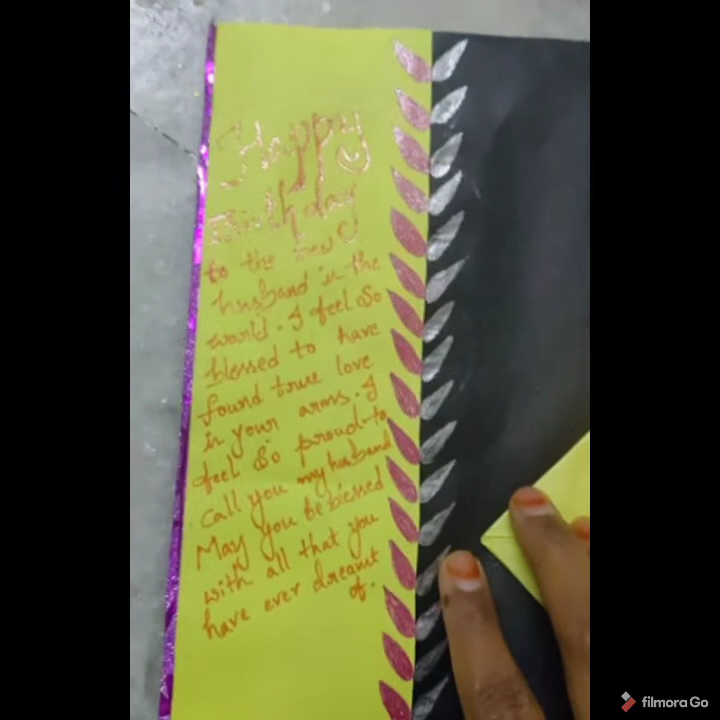 Happy
Birthday
to the best
husband in the
world. I feel so
blessed to have
found true love
in your arms. I
feel so proud to
call you my husband
May you be blessed
with all that you
have ever dreamt
of.
filmora Go